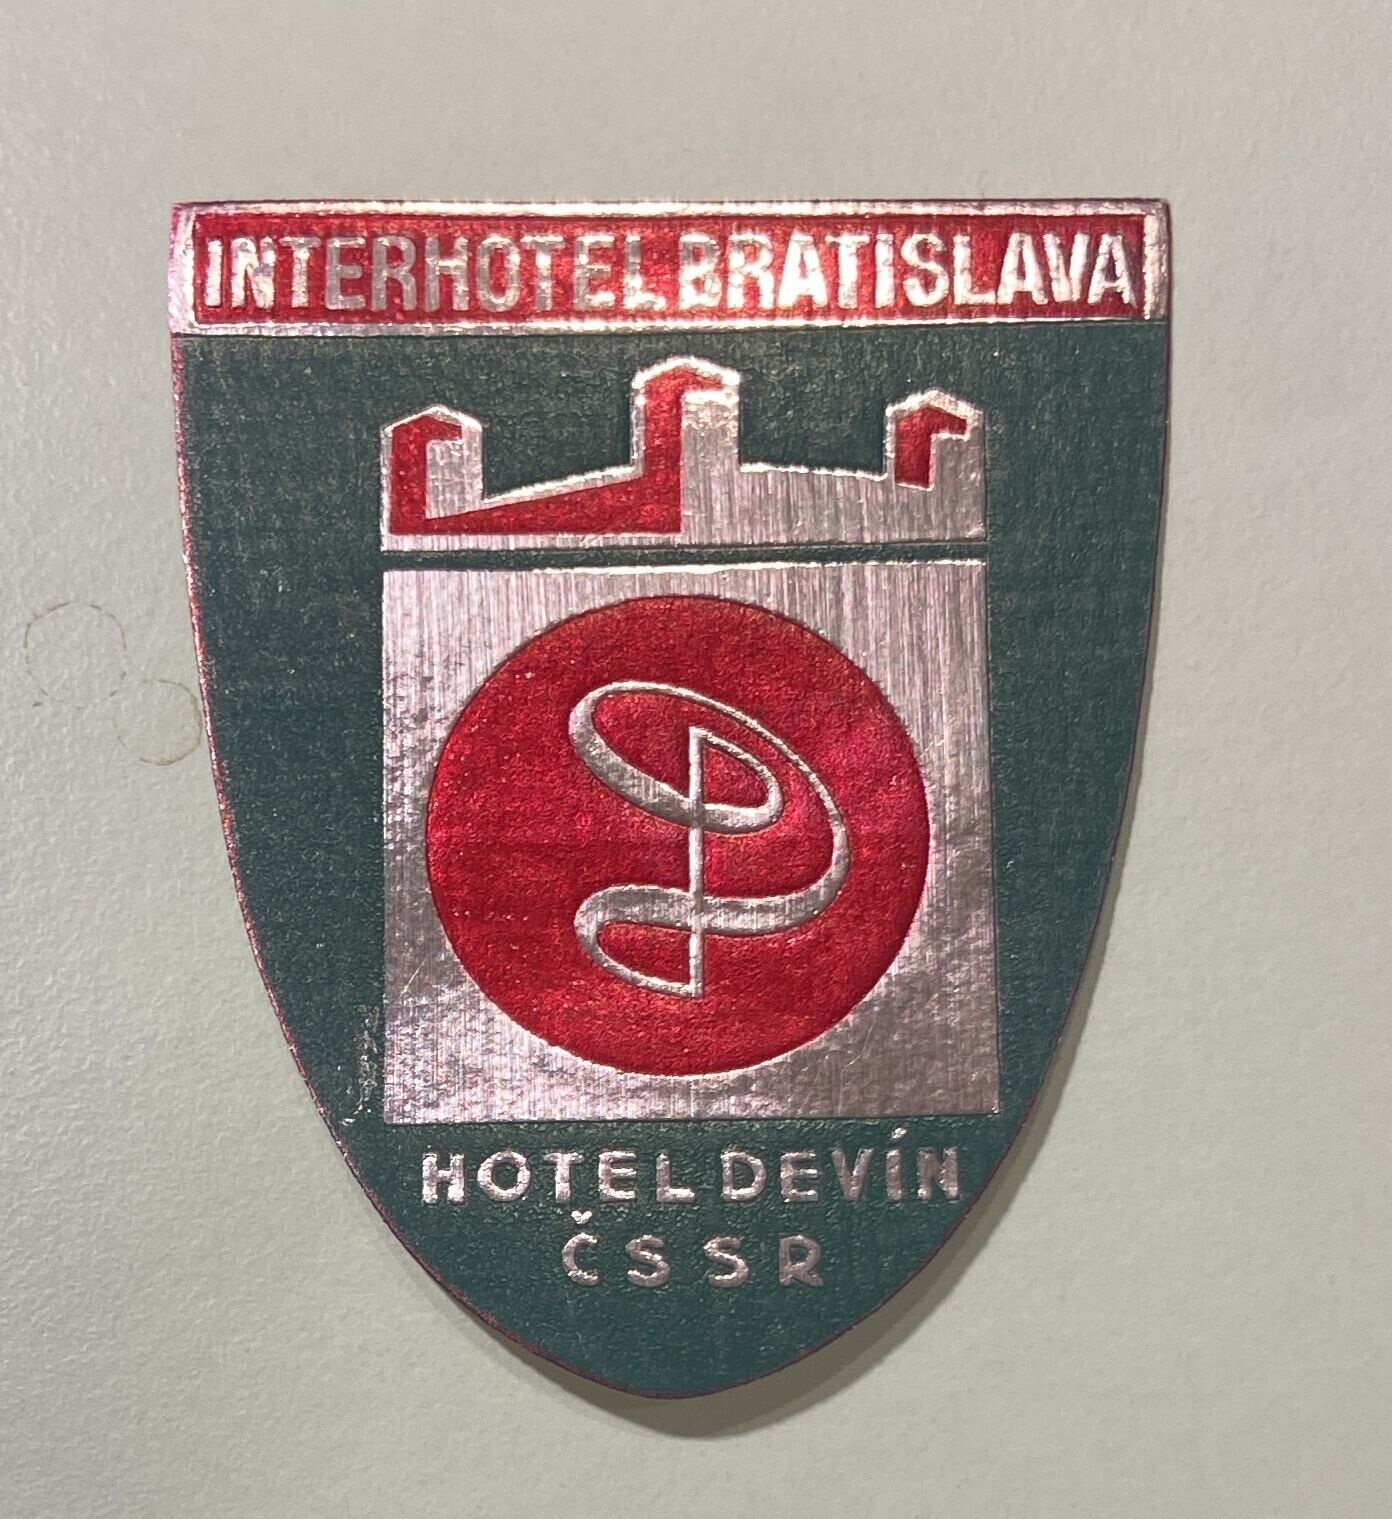 INTERHOTEL BRATISLAVA
D
HOTEL DEVÍN
ČSSR